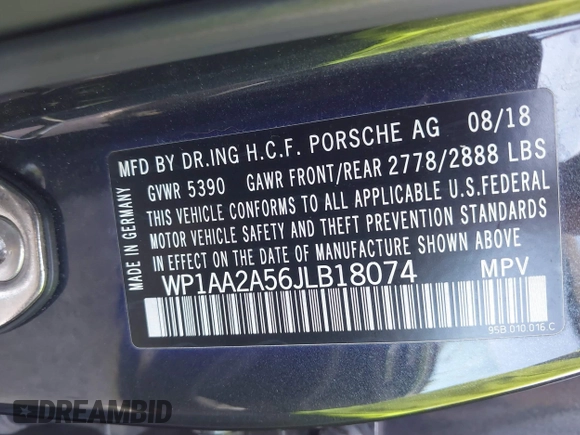 MFD BY DR.ING H.C.F. PORSCHE AG 08/18
GVWR 5390 GAWR FRONT/REAR 2778/2888 LBS
THIS VEHICLE CONFORMS TO ALL APPLICABLE U.S.FEDERAL
MOTOR VEHICLE SAFETY AND THEFT PREVENTION STANDARDS
IN EFFECT ON THE DATE OF MANUFACTURE SHOWN ABOVE
WP1AA2A56JLB18074 MPV
MADE IN GERMANY
95B.010.016.C
DREAMBID